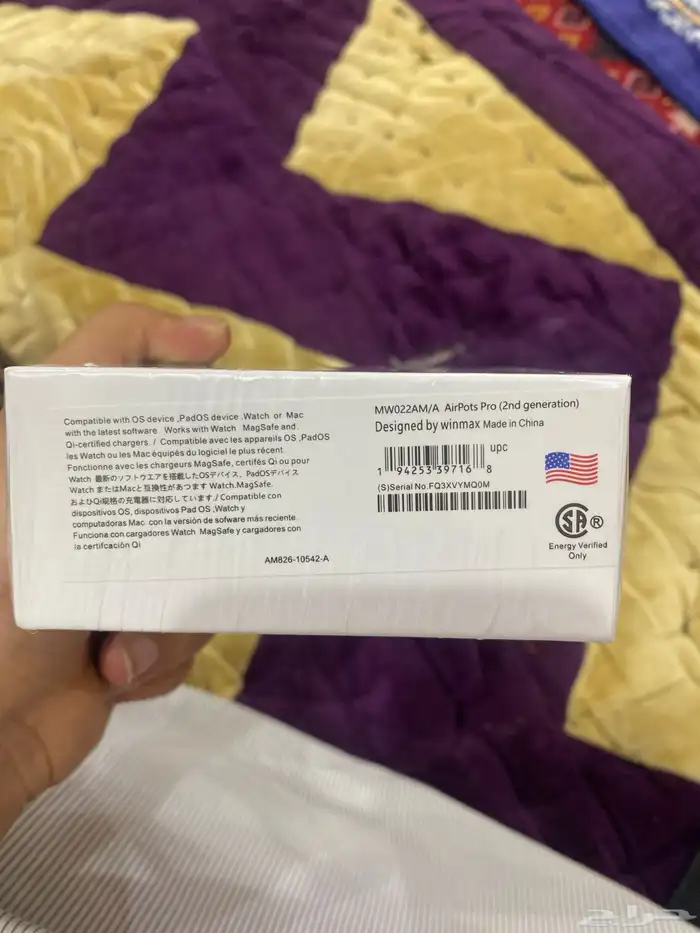 Compatible with OS device ,PadOS device .Watch or Mac
with the latest software. Works with Watch MagSafe and.
Qi-certified chargers. / Compatible avec les appareils OS ,PadOS
les Watch ou les Mac équipés du logiciel le plus récent.
Fonctionne avec les chargeurs MagSafe, certifés Qi ou pour
Watch 最新のソフトウエアを搭載したOSデバイス、PadOSデバイス
Watch またはMacと互換性があつます Watch.MagSafe.
およびQi规格の充電器に対応しています./ Compatible con
dispositivos OS, dispositivos Pad OS ,Watch y
computadoras Mac con la versión de sofware más reciente.
Funciona con cargadores Watch MagSafe y cargadores con
la certifcación Qi
AM826-10542-A
MW022AM/A AirPots Pro (2nd generation)
Designed by winmax Made in China
upc
1 94253 39716 8
(S)Serial No.FQ3XVYMQ0M
SA ®
Energy Verified
Only
حراج